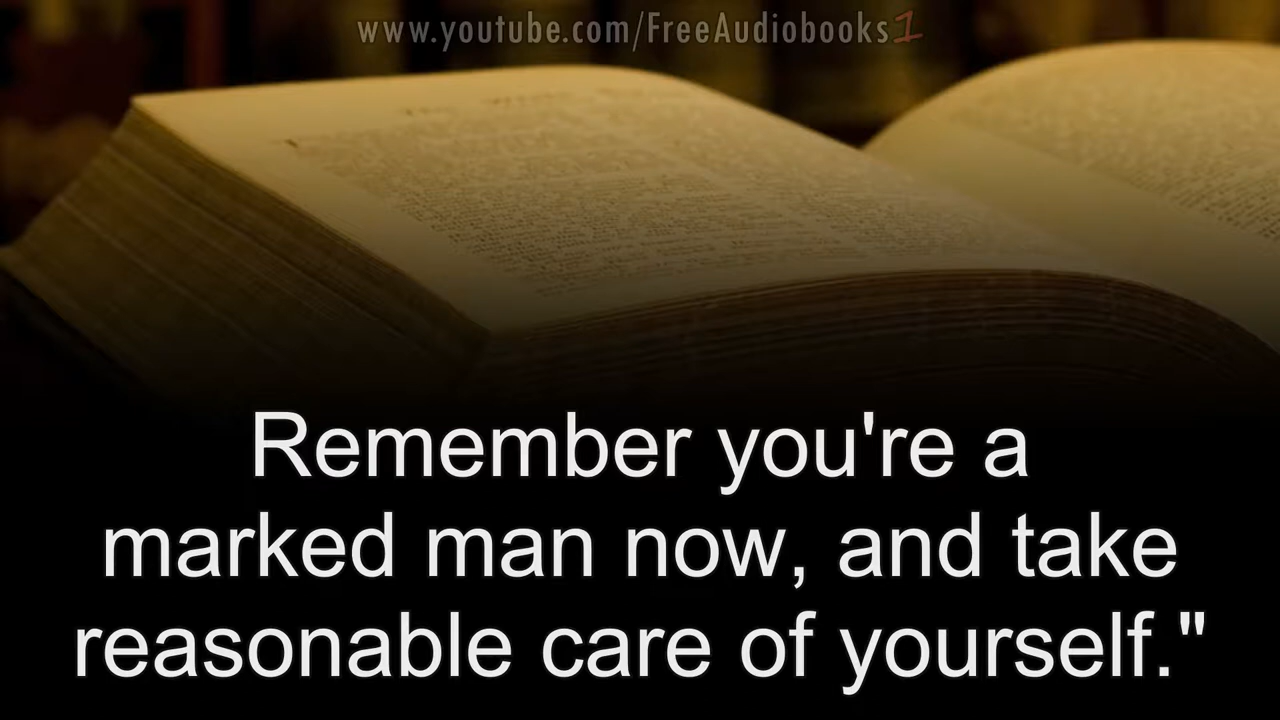 www.youtube.com/FreeAudiobooks1
Remember you're a
marked man now, and take
reasonable care of yourself."